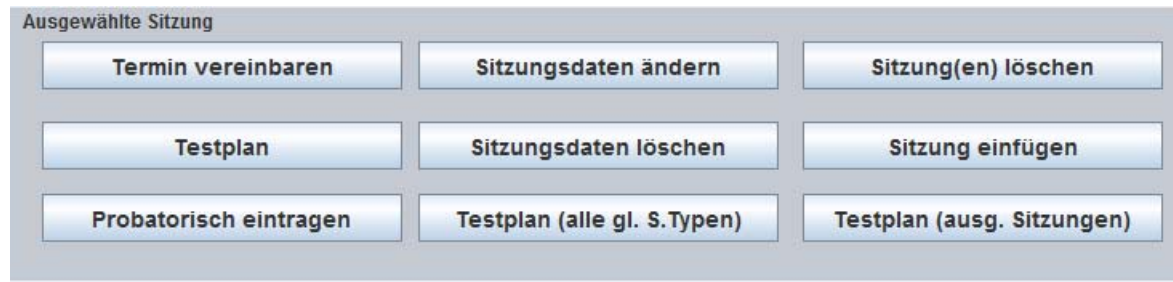 Ausgewählte Sitzung
Termin vereinbaren Sitzungsdaten ändern Sitzung(en) löschen
Testplan Sitzungsdaten löschen Sitzung einfügen
Probatorisch eintragen Testplan (alle gl. S.Typen) Testplan (ausg. Sitzungen)